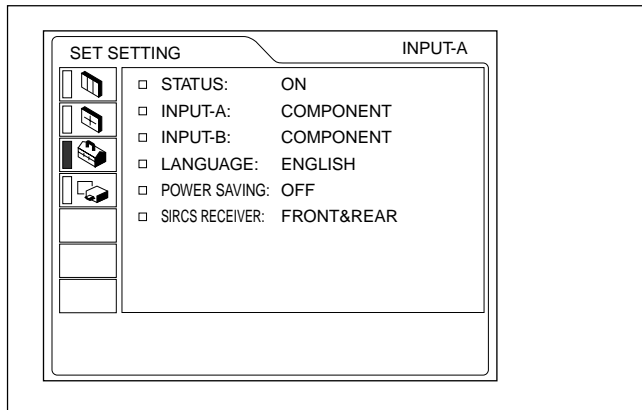 SET SETTING INPUT-A
STATUS: ON
INPUT-A: COMPONENT
INPUT-B: COMPONENT
LANGUAGE: ENGLISH
POWER SAVING: OFF
SIRCS RECEIVER: FRONT&REAR